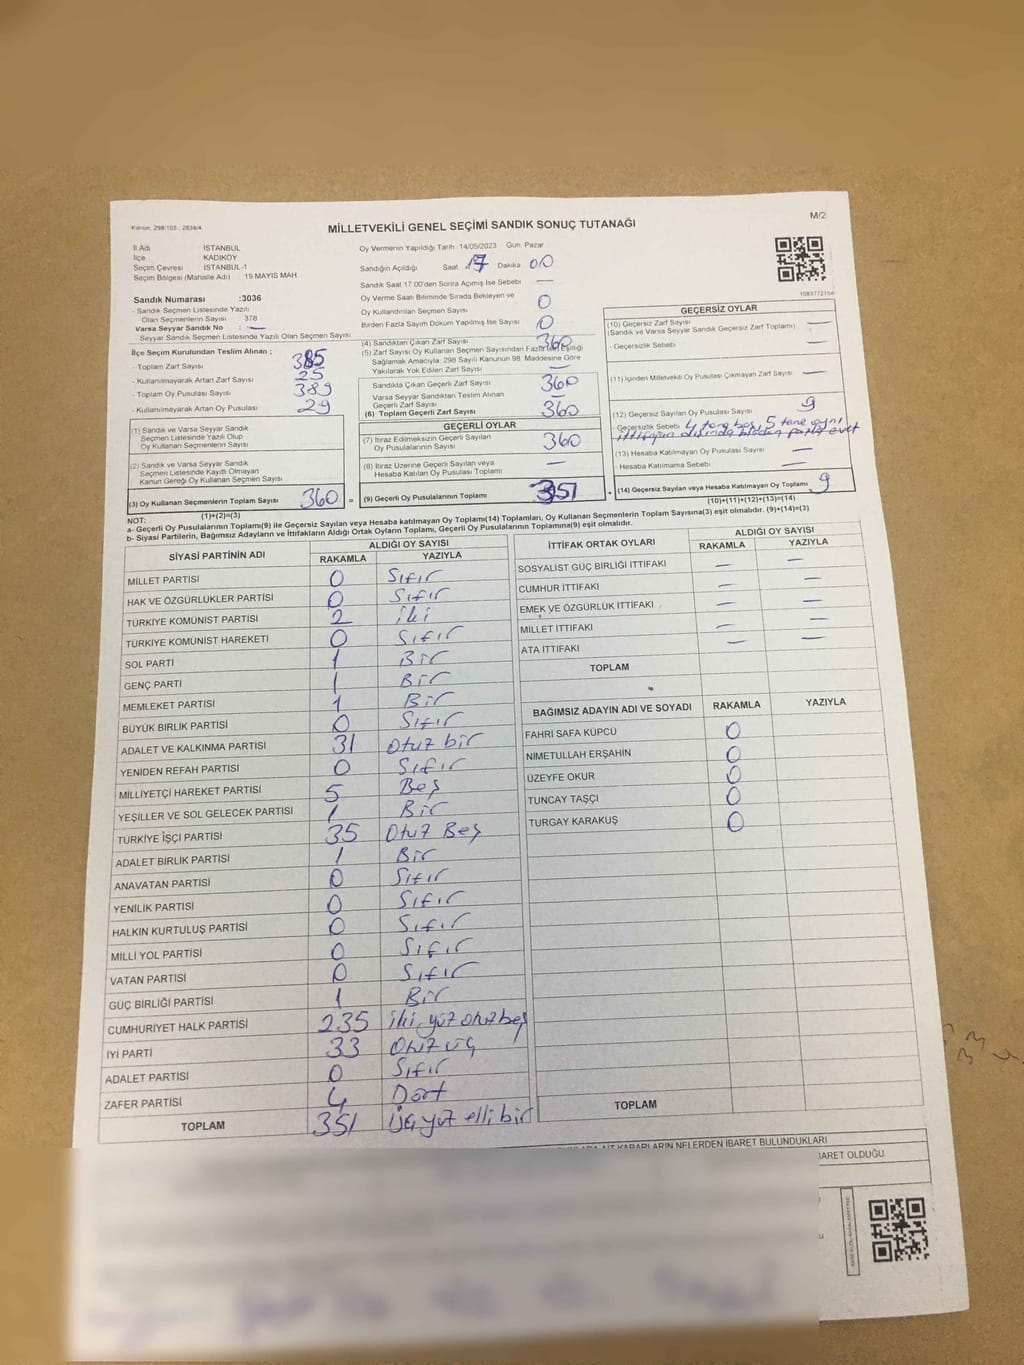 Kanun, 298:105 , 2839/4
MİLLETVEKİLİ GENEL SEÇİMİ SANDIK SONUÇ TUTANAĞI
M/2
İl Adı İSTANBUL
İlçe KADIKÖY
Seçim Çevresi İSTANBUL-1
Seçim Bölgesi (Mahalle Adı) 19 MAYIS MAH
Sandık Numarası :3036
- Sandık Seçmen Listesinde Yazılı
Olan Seçmenlerin Sayısı 378
Varsa Seyyar Sandık No : —
- Seyyar Sandık Listesinde Yazılı Olan Seçmen Sayısı
İlçe Seçim Kurulundan Teslim Alınan ;
- Toplam Zarf Sayısı 385
- Kullanılmayarak Artan Zarf Sayısı 25
- Toplam Oy Pusulası Sayısı 389
- Kullanılmayarak Artan Oy Pusulası 29
(1) Sandık ve Varsa Seyyar Sandık
Seçmen Listesinde Yazılı Olup
Oy Kullanan Seçmenlerin Sayısı
(2) Sandık ve Varsa Seyyar Sandık
Seçmen Listesinde Kayıtlı Olmayan
Kanun Gereği Oy Kullanan Seçmen Sayısı
(3) Oy Kullanan Seçmenlerin Toplam Sayısı 360 =
(1)+(2)=(3)
Oy Vermenin Yapıldığı Tarih :14/05/2023 Gün: Pazar
Sandığın Açıldığı Saat: 17 Dakika 00
Sandık Saat 17.00'den Sonra Açılmış İse Sebebi —
Oy Verme Saati Bitiminde Sırada Bekleyen ve
Oy Kullandırılan Seçmen Sayısı 0
Birden Fazla Sayım Döküm Yapılmış İse Sayısı 0
(4) Sandıktan Çıkan Zarf Sayısı 360
(5) Zarf Sayısı Oy Kullanan Seçmen Sayısından Fazla İse Eşitliği
Sağlamak Amacıyla, 298 Sayılı Kanunun 98. Maddesine Göre
Yakılarak Yok Edilen Zarf Sayısı —
Sandıkta Çıkan Geçerli Zarf Sayısı 360
Varsa Seyyar Sandıktan Teslim Alınan
Geçerli Zarf Sayısı —
(6) Toplam Geçerli Zarf Sayısı 360
GEÇERLİ OYLAR
(7) İtiraz Edilmeksizin Geçerli Sayılan
Oy Pusulalarının Toplamı 360
(8) İtiraz Üzerine Geçerli Sayılan veya
Hesaba Katılan Oy Pusulası Toplamı —
(9) Geçerli Oy Pusulalarının Toplamı 351 +
1083772154
GEÇERSİZ OYLAR
(10) Geçersiz Zarf Sayısı
(Sandık ve Varsa Seyyar Sandık Geçersiz Zarf Toplamı) —
- Geçersizlik Sebebi —
(11) İçinden Milletvekili Oy Pusulası Çıkmayan Zarf Sayısı —
(12) Geçersiz Sayılan Oy Pusulası Sayısı 9
- Geçersizlik Sebebi 4 tane boş, 5 tane aynı
ittifakın dışında birden partiye evet
(13) Hesaba Katılmayan Oy Pusulası Sayısı —
- Hesaba Katılmama Sebebi —
(14) Geçersiz Sayılan veya Hesaba Katılmayan Oy Toplamı 9
(10)+(11)+(12)+(13)=(14)
NOT:
a- Geçerli Oy Pusulalarının Toplamı(9) ile Geçersiz Sayılan veya Hesaba katılmayan Oy Toplamı(14) Toplamları, Oy Kullanan Seçmenlerin Toplam Sayısına(3) eşit olmalıdır. (9)+(14)=(3)
b- Siyasi Partilerin, Bağımsız Adayların ve İttifakların Aldığı Ortak Oyların Toplamı, Geçerli Oy Pusulalarının Toplamına(9) eşit olmalıdır.
SİYASİ PARTİNİN ADI ALDIĞI OY SAYISI
RAKAMLA YAZIYLA
MİLLET PARTİSİ 0 Sıfır
HAK VE ÖZGÜRLÜKLER PARTİSİ 0 Sıfır
TÜRKİYE KOMÜNİST PARTİSİ 2 iki
TÜRKİYE KOMÜNİST HAREKETİ 0 Sıfır
SOL PARTİ 1 Bir
GENÇ PARTİ 1 Bir
MEMLEKET PARTİSİ 1 Bir
BÜYÜK BİRLİK PARTİSİ 0 Sıfır
ADALET VE KALKINMA PARTİSİ 31 otuz bir
YENİDEN REFAH PARTİSİ 0 Sıfır
MİLLİYETÇİ HAREKET PARTİSİ 5 Beş
YEŞİLLER VE SOL GELECEK PARTİSİ 1 Bir
TÜRKİYE İŞÇİ PARTİSİ 35 Otuz Beş
ADALET BİRLİK PARTİSİ 1 Bir
ANAVATAN PARTİSİ 0 Sıfır
YENİLİK PARTİSİ 0 Sıfır
HALKIN KURTULUŞ PARTİSİ 0 Sıfır
MİLLİ YOL PARTİSİ 0 Sıfır
VATAN PARTİSİ 0 Sıfır
GÜÇ BİRLİĞİ PARTİSİ 1 Bir
CUMHURİYET HALK PARTİSİ 235 iki yüz otuz beş
İYİ PARTİ 33 Otuz üç
ADALET PARTİSİ 0 Sıfır
ZAFER PARTİSİ 4 Dört
TOPLAM 351 Üç yüz elli bir
İTTİFAK ORTAK OYLARI ALDIĞI OY SAYISI
RAKAMLA YAZIYLA
SOSYALİST GÜÇ BİRLİĞİ İTTİFAKI — —
CUMHUR İTTİFAKI — —
EMEK VE ÖZGÜRLÜK İTTİFAKI — —
MİLLET İTTİFAKI — —
ATA İTTİFAKI — —
TOPLAM
BAĞIMSIZ ADAYIN ADI VE SOYADI RAKAMLA YAZIYLA
FAHRİ SAFA KÜPCÜ 0
NİMETULLAH ERŞAHİN 0
ÜZEYFE OKUR 0
TUNCAY TAŞÇI 0
TURGAY KARAKUŞ 0
TOPLAM
KARARLARIN NELERDEN İBARET BULUNDUKLARI
İBARET OLDUĞU